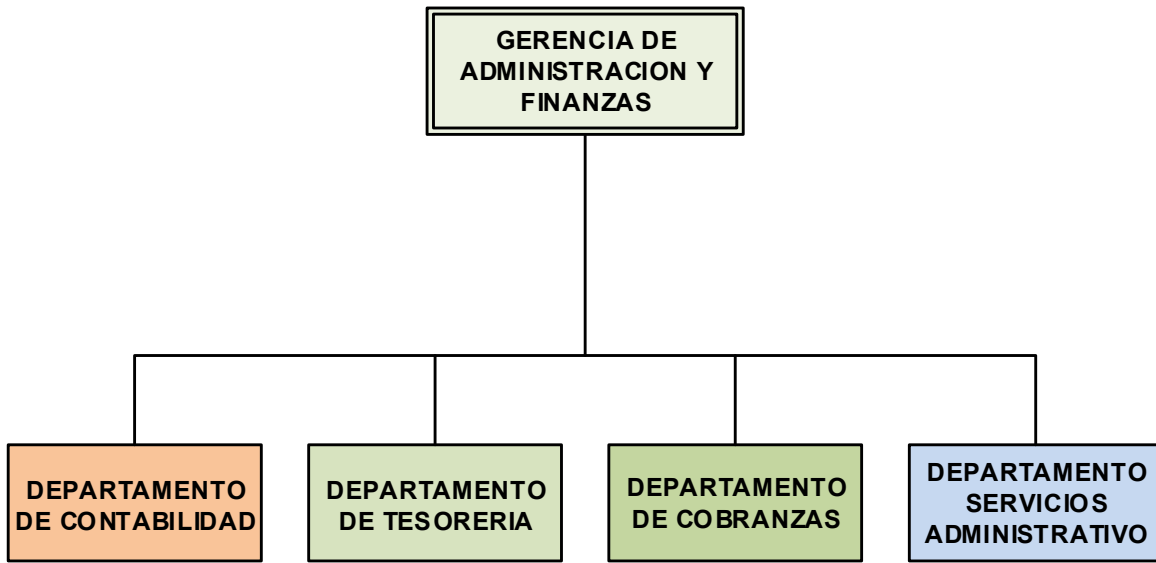 GERENCIA DE
ADMINISTRACION Y
FINANZAS
DEPARTAMENTO
DE CONTABILIDAD
DEPARTAMENTO
DE TESORERIA
DEPARTAMENTO
DE COBRANZAS
DEPARTAMENTO
SERVICIOS
ADMINISTRATIVO